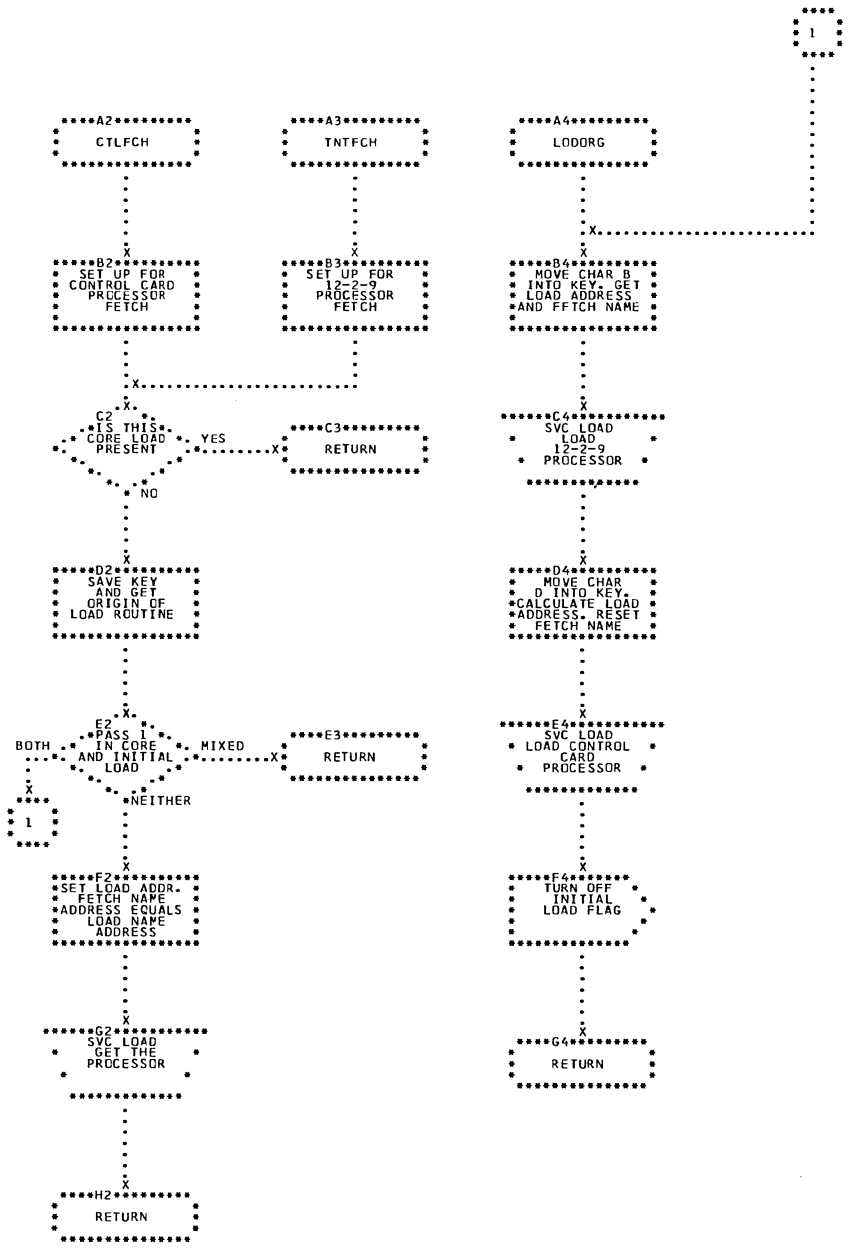 1
A2
CTLFCH
A3
TNTFCH
A4
LODORG
B2
SET UP FOR
CONTROL CARD
PROCESSOR
FETCH
B3
SET UP FOR
12-2-9
PROCESSOR
FETCH
B4
MOVE CHAR B
INTO KEY. GET
LOAD ADDRESS
AND FFTCH NAME
C2
IS THIS
CORE LOAD
PRESENT
YES
NO
C3
RETURN
C4
SVC LOAD
LOAD
12-2-9
PROCESSOR
D2
SAVE KEY
AND GET
ORIGIN OF
LOAD ROUTINE
D4
MOVE CHAR
D INTO KEY.
CALCULATE LOAD
ADDRESS. RESET
FETCH NAME
E2
PASS 1
IN CORE
AND INITIAL
LOAD
BOTH
MIXED
NEITHER
E3
RETURN
E4
SVC LOAD
LOAD CONTROL
CARD
PROCESSOR
1
F2
SET LOAD ADDR.
FETCH NAME
ADDRESS EQUALS
LOAD NAME
ADDRESS
F4
TURN OFF
INITIAL
LOAD FLAG
G2
SVC LOAD
GET THE
PROCESSOR
G4
RETURN
H2
RETURN